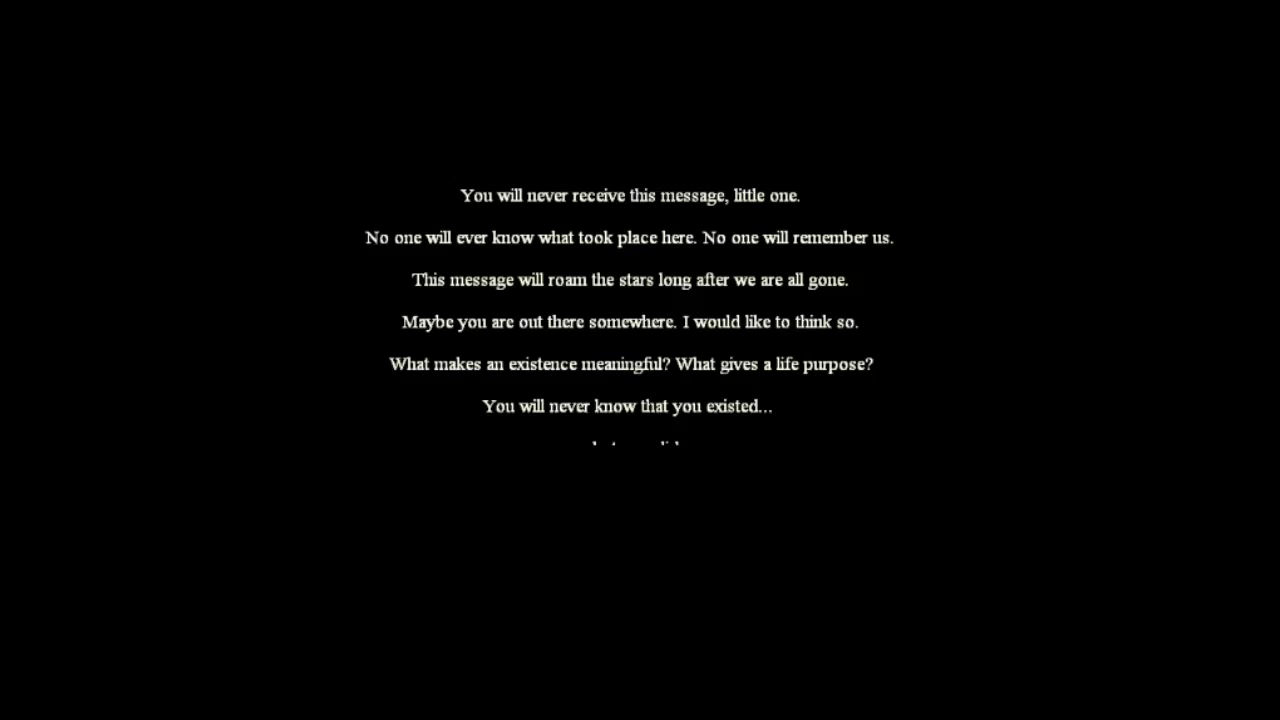 You will never receive this message, little one.
No one will ever know what took place here. No one will remember us.
This message will roam the stars long after we are all gone.
Maybe you are out there somewhere. I would like to think so.
What makes an existence meaningful? What gives a life purpose?
You will never know that you existed...